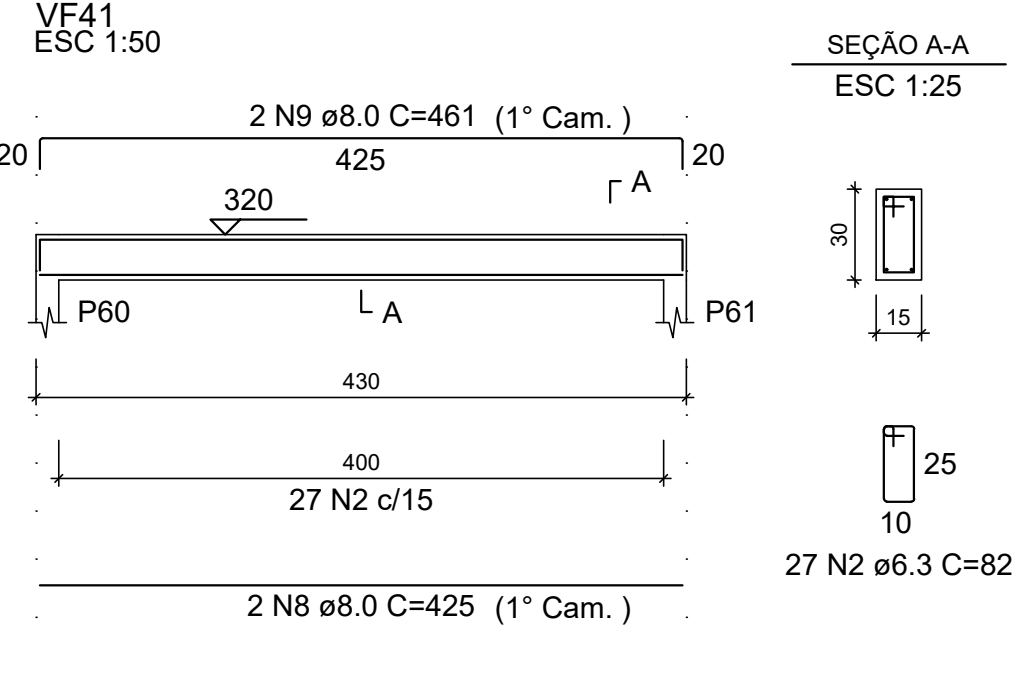 VF41
ESC 1:50
SEÇÃO A-A
ESC 1:25
2 N9 ø8.0 C=461 (1° Cam. )
20
425
20
A
320
30
P60
A
P61
15
430
400
27 N2 c/15
25
10
27 N2 ø6.3 C=82
2 N8 ø8.0 C=425 (1° Cam. )